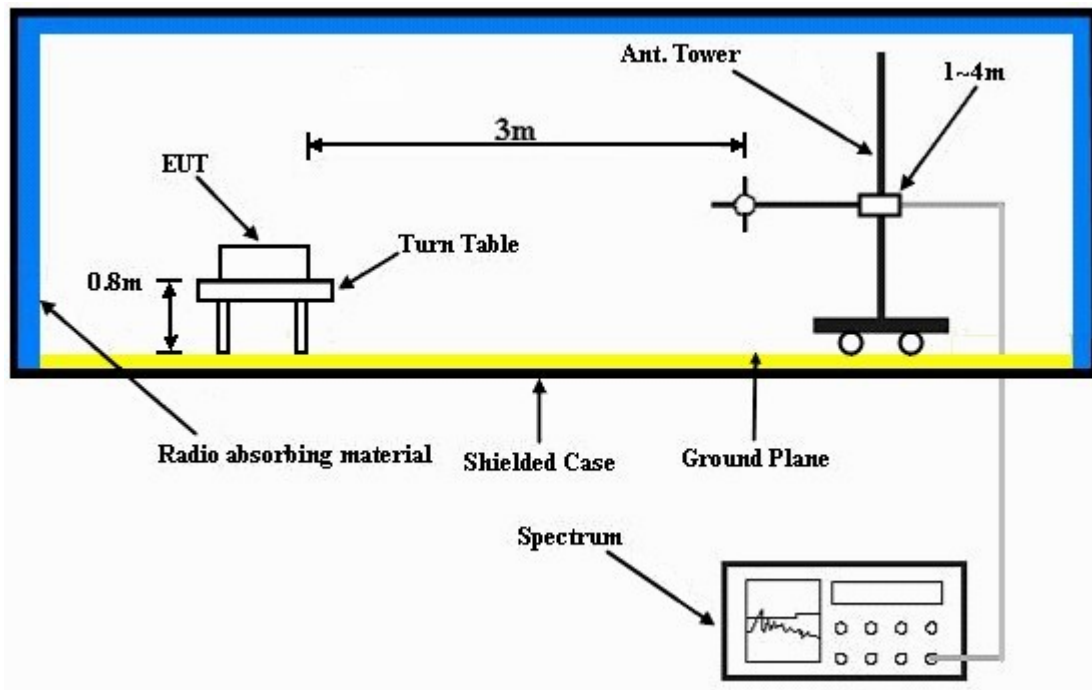 Ant. Tower
1~4m
3m
EUT
Turn Table
0.8m
Radio absorbing material
Shielded Case
Ground Plane
Spectrum